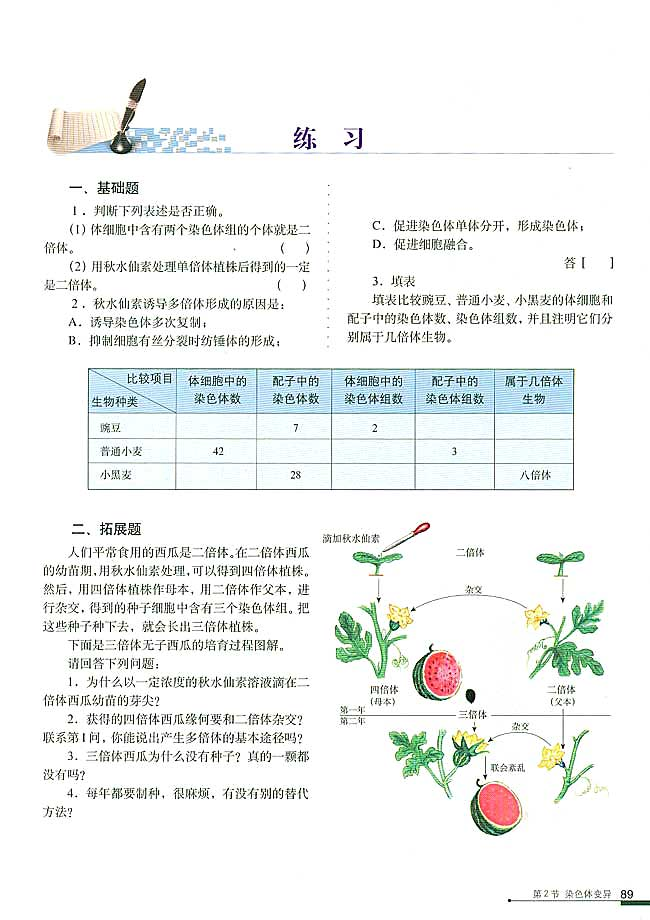 练 习
一、基础题
1．判断下列表述是否正确。
(1) 体细胞中含有两个染色体组的个体就是二
倍体。 （ ）
(2) 用秋水仙素处理单倍体植株后得到的一定
是二倍体。 （ ）
2．秋水仙素诱导多倍体形成的原因是：
A．诱导染色体多次复制；
B．抑制细胞有丝分裂时纺锤体的形成；
C．促进染色体单体分开，形成染色体；
D．促进细胞融合。
答 [ ]
3．填表
填表比较豌豆、普通小麦、小黑麦的体细胞和
配子中的染色体数、染色体组数，并且注明它们分
别属于几倍体生物。
比较项目 体细胞中的 配子中的 体细胞中的 配子中的 属于几倍体
生物种类 染色体数 染色体数 染色体组数 染色体组数 生物
豌豆 7 2
普通小麦 42 3
小黑麦 28 八倍体
二、拓展题
人们平常食用的西瓜是二倍体。在二倍体西瓜
的幼苗期，用秋水仙素处理，可以得到四倍体植株。
然后，用四倍体植株作母本，用二倍体作父本，进
行杂交，得到的种子细胞中含有三个染色体组。把
这些种子种下去，就会长出三倍体植株。
下面是三倍体无子西瓜的培育过程图解。
请回答下列问题：
1．为什么以一定浓度的秋水仙素溶液滴在二
倍体西瓜幼苗的芽尖？
2．获得的四倍体西瓜缘何要和二倍体杂交？
联系第1问，你能说出产生多倍体的基本途径吗？
3．三倍体西瓜为什么没有种子？真的一颗都
没有吗？
4．每年都要制种，很麻烦，有没有别的替代
方法？
滴加秋水仙素
二倍体
杂交
四倍体
(母本)
二倍体
(父本)
第一年
第二年
三倍体
杂交
联会紊乱
第 2 节 染色体变异 89